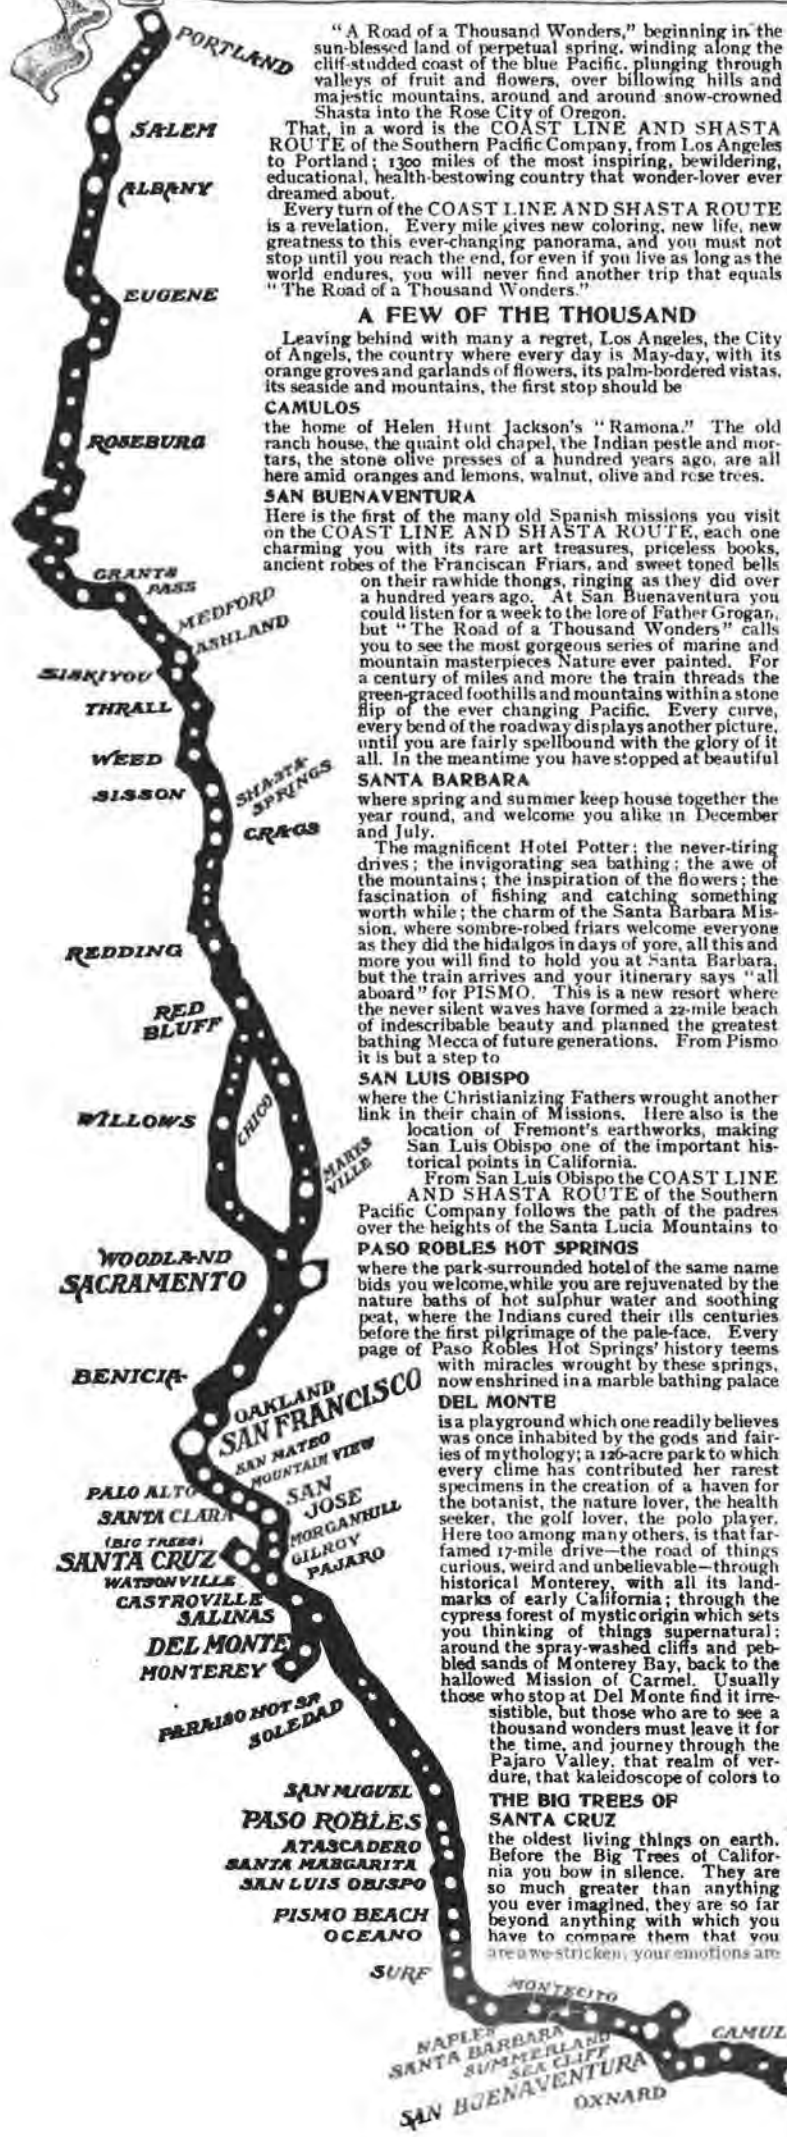 PORTLAND
SALEM
ALBANY
EUGENE
ROSEBURG
GRANTS
PASS
MEDFORD
ASHLAND
SISKIYOU
THRALL
WEED
SISSON
SHASTA
SPRINGS
CRAGS
REDDING
RED
BLUFF
WILLOWS
CHICO
MARYS
VILLE
WOODLAND
SACRAMENTO
BENICIA
OAKLAND
SAN FRANCISCO
SAN MATEO
MOUNTAIN VIEW
PALO ALTO
SANTA CLARA
SAN
JOSE
MORGANHILL
GILROY
PAJARO
(BIG TREES)
SANTA CRUZ
WATSONVILLE
CASTROVILLE
SALINAS
DEL MONTE
MONTEREY
PARAISO HOT SP
SOLEDAD
SAN MIGUEL
PASO ROBLES
ATASCADERO
SANTA MARGARITA
SAN LUIS OBISPO
PISMO BEACH
OCEANO
SURF
MONTECITO
NAPLES
SANTA BARBARA
SUMMERLAND
SEA CLIFF
SAN BUENAVENTURA
OXNARD
CAMUL
"A Road of a Thousand Wonders," beginning in the
sun-blessed land of perpetual spring, winding along the
cliff-studded coast of the blue Pacific, plunging through
valleys of fruit and flowers, over billowing hills and
majestic mountains, around and around snow-crowned
Shasta into the Rose City of Oregon.
That, in a word is the COAST LINE AND SHASTA
ROUTE of the Southern Pacific Company, from Los Angeles
to Portland; 1300 miles of the most inspiring, bewildering,
educational, health-bestowing country that wonder-lover ever
dreamed about.
Every turn of the COAST LINE AND SHASTA ROUTE
is a revelation. Every mile gives new coloring, new life, new
greatness to this ever-changing panorama, and you must not
stop until you reach the end, for even if you live as long as the
world endures, you will never find another trip that equals
"The Road of a Thousand Wonders."
A FEW OF THE THOUSAND
Leaving behind with many a regret, Los Angeles, the City
of Angels, the country where every day is May-day, with its
orange groves and garlands of flowers, its palm-bordered vistas,
its seaside and mountains, the first stop should be
CAMULOS
the home of Helen Hunt Jackson's "Ramona." The old
ranch house, the quaint old chapel, the Indian pestle and mor-
tars, the stone olive presses of a hundred years ago, are all
here amid oranges and lemons, walnut, olive and rose trees.
SAN BUENAVENTURA
Here is the first of the many old Spanish missions you visit
on the COAST LINE AND SHASTA ROUTE, each one
charming you with its rare art treasures, priceless books,
ancient robes of the Franciscan Friars, and sweet toned bells
on their rawhide thongs, ringing as they did over
a hundred years ago. At San Buenaventura you
could listen for a week to the lore of Father Grogan,
but "The Road of a Thousand Wonders" calls
you to see the most gorgeous series of marine and
mountain masterpieces Nature ever painted. For
a century of miles and more the train threads the
green-graced foothills and mountains within a stone
flip of the ever changing Pacific. Every curve,
every bend of the roadway displays another picture,
until you are fairly spellbound with the glory of it
all. In the meantime you have stopped at beautiful
SANTA BARBARA
where spring and summer keep house together the
year round, and welcome you alike in December
and July.
The magnificent Hotel Potter; the never-tiring
drives; the invigorating sea bathing; the awe of
the mountains; the inspiration of the flowers; the
fascination of fishing and catching something
worth while; the charm of the Santa Barbara Mis-
sion, where sombre-robed friars welcome everyone
as they did the hidalgos in days of yore, all this and
more you will find to hold you at Santa Barbara,
but the train arrives and your itinerary says "all
aboard" for PISMO. This is a new resort where
the never silent waves have formed a 22-mile beach
of indescribable beauty and planned the greatest
bathing Mecca of future generations. From Pismo
it is but a step to
SAN LUIS OBISPO
where the Christianizing Fathers wrought another
link in their chain of Missions. Here also is the
location of Fremont's earthworks, making
San Luis Obispo one of the important his-
torical points in California.
From San Luis Obispo the COAST LINE
AND SHASTA ROUTE of the Southern
Pacific Company follows the path of the padres
over the heights of the Santa Lucia Mountains to
PASO ROBLES HOT SPRINGS
where the park-surrounded hotel of the same name
bids you welcome, while you are rejuvenated by the
nature baths of hot sulphur water and soothing
peat, where the Indians cured their ills centuries
before the first pilgrimage of the pale-face. Every
page of Paso Robles Hot Springs' history teems
with miracles wrought by these springs,
now enshrined in a marble bathing palace
DEL MONTE
is a playground which one readily believes
was once inhabited by the gods and fair-
ies of mythology; a 126-acre park to which
every clime has contributed her rarest
specimens in the creation of a haven for
the botanist, the nature lover, the health
seeker, the golf lover, the polo player.
Here too among many others, is that far-
famed 17-mile drive—the road of things
curious, weird and unbelievable—through
historical Monterey, with all its land-
marks of early California; through the
cypress forest of mystic origin which sets
you thinking of things supernatural;
around the spray-washed cliffs and peb-
bled sands of Monterey Bay, back to the
hallowed Mission of Carmel. Usually
those who stop at Del Monte find it irre-
sistible, but those who are to see a
thousand wonders must leave it for
the time, and journey through the
Pajaro Valley, that realm of ver-
dure, that kaleidoscope of colors to
THE BIG TREES OF
SANTA CRUZ
the oldest living things on earth.
Before the Big Trees of Califor-
nia you bow in silence. They are
so much greater than anything
you ever imagined, they are so far
beyond anything with which you
have to compare them that you
are awe-stricken, your emotions are